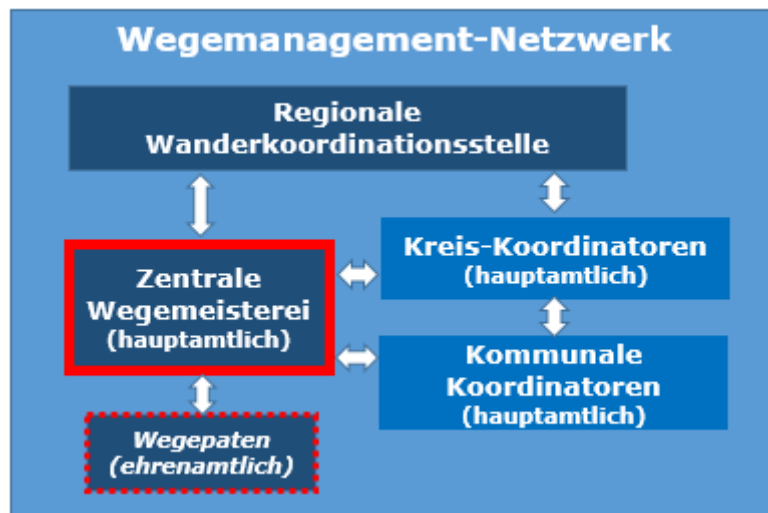 Wegemanagement-Netzwerk
Regionale
Wanderkoordinationsstelle
Zentrale
Wegemeisterei
(hauptamtlich)
Kreis-Koordinatoren
(hauptamtlich)
Kommunale
Koordinatoren
(hauptamtlich)
Wegepaten
(ehrenamtlich)